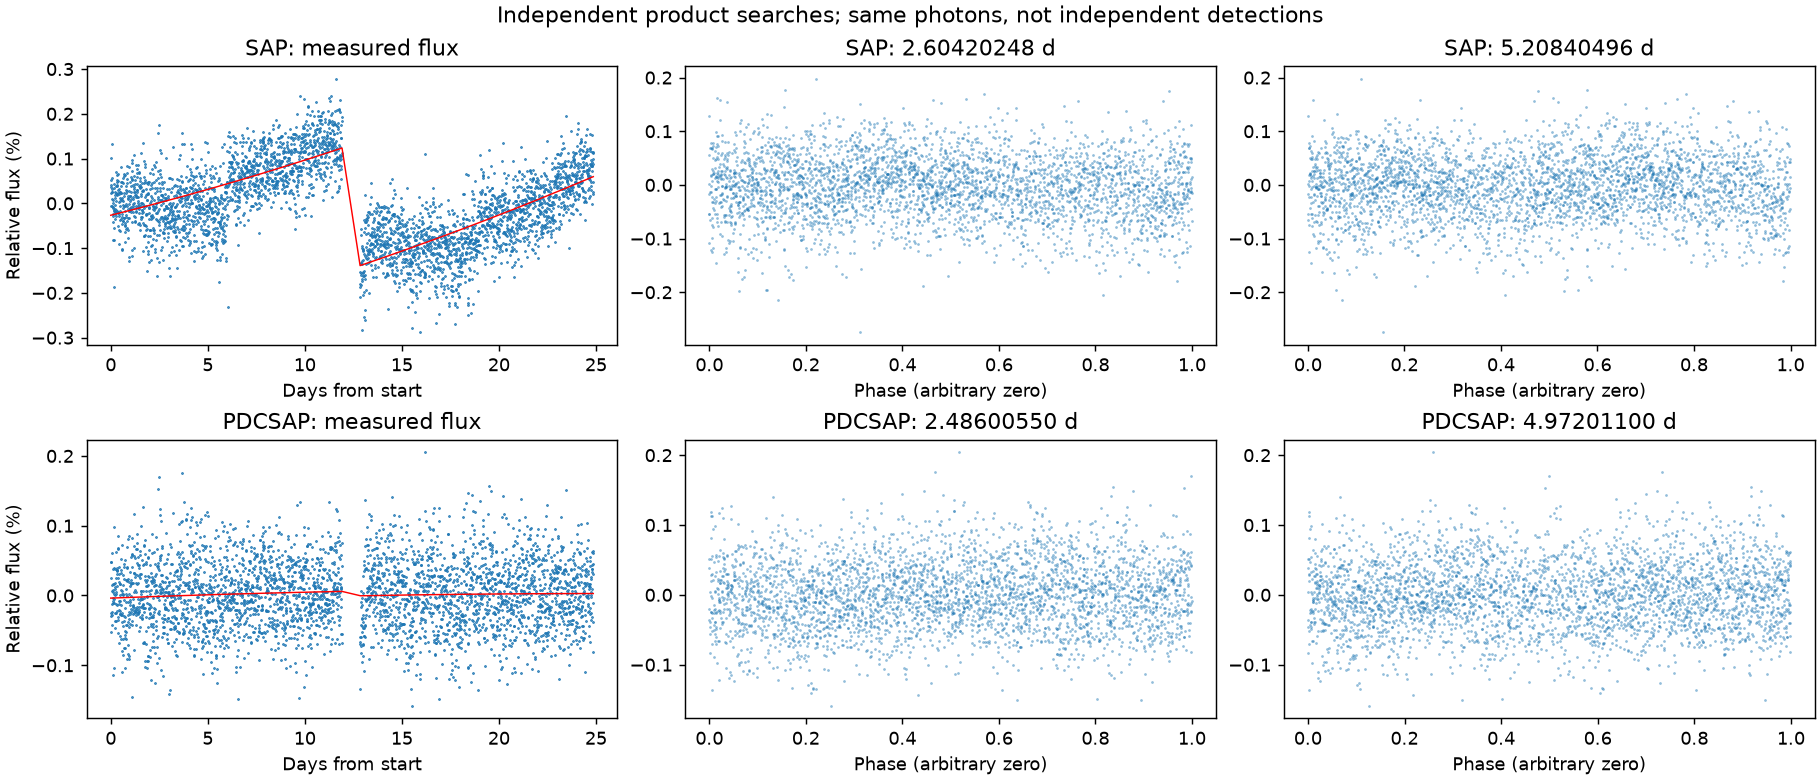 Independent product searches; same photons, not independent detections
SAP: measured flux
SAP: 2.60420248 d
SAP: 5.20840496 d
Relative flux (%)
0.3
0.2
0.1
0.0
−0.1
−0.2
−0.3
0 5 10 15 20 25
Days from start
0.2
0.1
0.0
−0.1
−0.2
0.0 0.2 0.4 0.6 0.8 1.0
Phase (arbitrary zero)
0.2
0.1
0.0
−0.1
−0.2
0.0 0.2 0.4 0.6 0.8 1.0
Phase (arbitrary zero)
PDCSAP: measured flux
PDCSAP: 2.48600550 d
PDCSAP: 4.97201100 d
Relative flux (%)
0.2
0.1
0.0
−0.1
0 5 10 15 20 25
Days from start
0.2
0.1
0.0
−0.1
0.0 0.2 0.4 0.6 0.8 1.0
Phase (arbitrary zero)
0.2
0.1
0.0
−0.1
0.0 0.2 0.4 0.6 0.8 1.0
Phase (arbitrary zero)